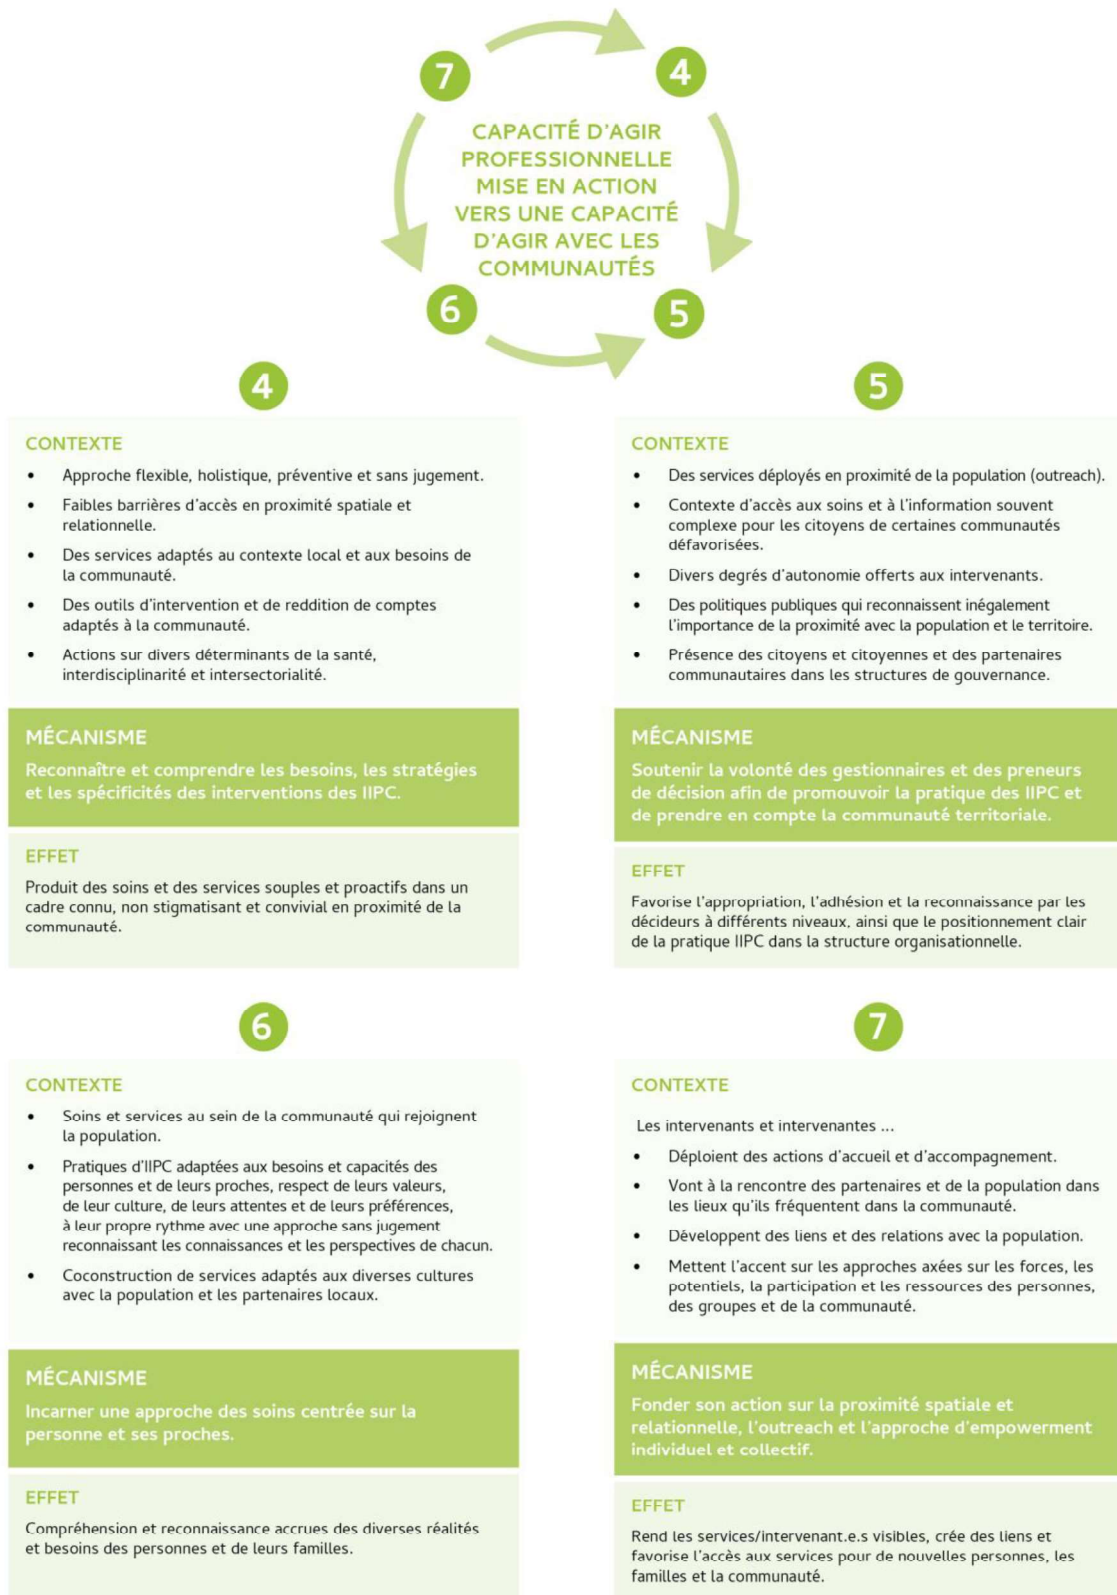 7
4
CAPACITÉ D'AGIR
PROFESSIONNELLE
MISE EN ACTION
VERS UNE CAPACITÉ
D'AGIR AVEC LES
COMMUNAUTÉS
6
5
4
CONTEXTE
• Approche flexible, holistique, préventive et sans jugement.
• Faibles barrières d'accès en proximité spatiale et
relationnelle.
• Des services adaptés au contexte local et aux besoins de
la communauté.
• Des outils d'intervention et de reddition de comptes
adaptés à la communauté.
• Actions sur divers déterminants de la santé,
interdisciplinarité et intersectorialité.
MÉCANISME
Reconnaître et comprendre les besoins, les stratégies
et les spécificités des interventions des IIPC.
EFFET
Produit des soins et des services souples et proactifs dans un
cadre connu, non stigmatisant et convivial en proximité de la
communauté.
5
CONTEXTE
• Des services déployés en proximité de la population (outreach).
• Contexte d'accès aux soins et à l'information souvent
complexe pour les citoyens de certaines communautés
défavorisées.
• Divers degrés d'autonomie offerts aux intervenants.
• Des politiques publiques qui reconnaissent inégalement
l'importance de la proximité avec la population et le territoire.
• Présence des citoyens et citoyennes et des partenaires
communautaires dans les structures de gouvernance.
MÉCANISME
Soutenir la volonté des gestionnaires et des preneurs
de décision afin de promouvoir la pratique des IIPC et
de prendre en compte la communauté territoriale.
EFFET
Favorise l'appropriation, l'adhésion et la reconnaissance par les
décideurs à différents niveaux, ainsi que le positionnement clair
de la pratique IIPC dans la structure organisationnelle.
6
CONTEXTE
• Soins et services au sein de la communauté qui rejoignent
la population.
• Pratiques d'IIPC adaptées aux besoins et capacités des
personnes et de leurs proches, respect de leurs valeurs,
de leur culture, de leurs attentes et de leurs préférences,
à leur propre rythme avec une approche sans jugement
reconnaissant les connaissances et les perspectives de chacun.
• Coconstruction de services adaptés aux diverses cultures
avec la population et les partenaires locaux.
MÉCANISME
Incarner une approche des soins centrée sur la
personne et ses proches.
EFFET
Compréhension et reconnaissance accrues des diverses réalités
et besoins des personnes et de leurs familles.
7
CONTEXTE
Les intervenants et intervenantes ...
• Déploient des actions d'accueil et d'accompagnement.
• Vont à la rencontre des partenaires et de la population dans
les lieux qu'ils fréquentent dans la communauté.
• Développent des liens et des relations avec la population.
• Mettent l'accent sur les approches axées sur les forces, les
potentiels, la participation et les ressources des personnes,
des groupes et de la communauté.
MÉCANISME
Fonder son action sur la proximité spatiale et
relationnelle, l'outreach et l'approche d'empowerment
individuel et collectif.
EFFET
Rend les services/intervenant.e.s visibles, crée des liens et
favorise l'accès aux services pour de nouvelles personnes, les
familles et la communauté.